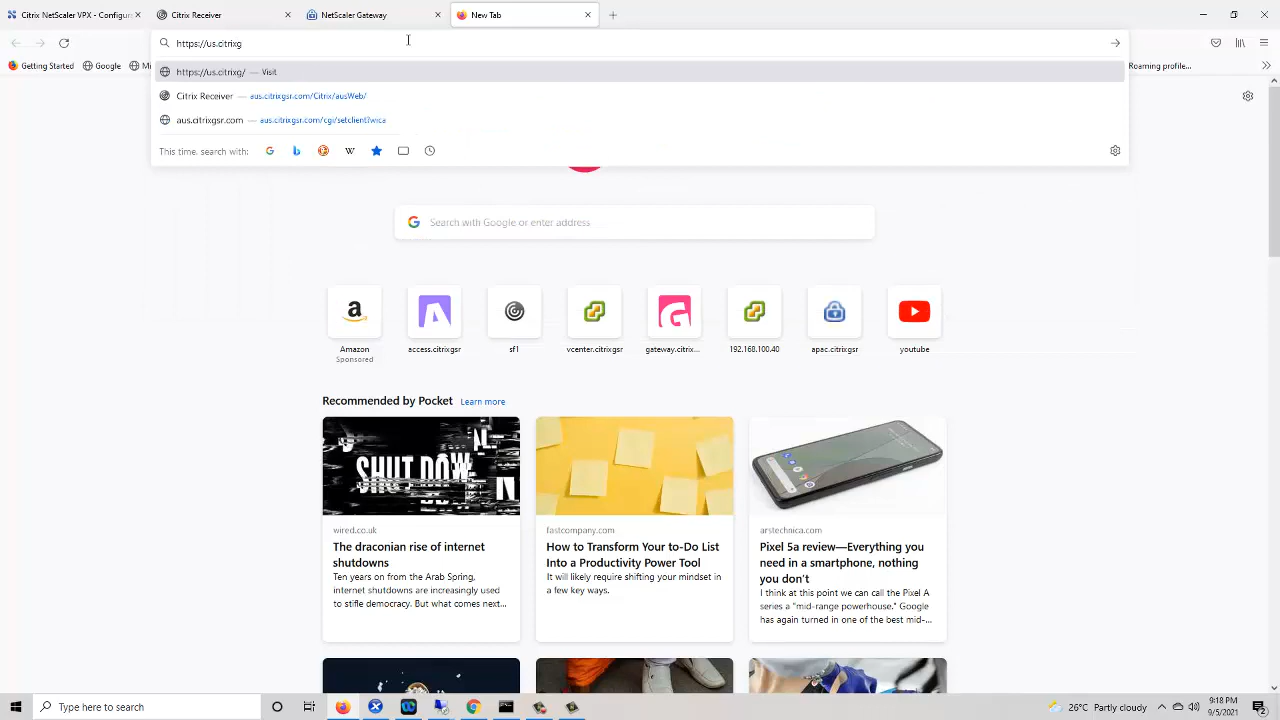 Citrix NetScaler VPX - Configur
Citrix Receiver
NetScaler Gateway
New Tab
https://us.citrixg
Getting Started
Google
Mi
Roaming profile...
https://us.citrixg/ — Visit
Citrix Receiver — aus.citrixgsr.com/Citrix/ausWeb/
aus.citrixgsr.com — aus.citrixgsr.com/cgi/setclient?wica
This time, search with:
Search with Google or enter address
Amazon
Sponsored
access.citrixgsr
sf1
vcenter.citrixgsr
gateway.citrix...
192.168.100.40
apac.citrixgsr
youtube
Recommended by Pocket
Learn more
SHUT DOW
wired.co.uk
The draconian rise of internet
shutdowns
Ten years on from the Arab Spring,
internet shutdowns are increasingly used
to stifle democracy. But what comes next...
fastcompany.com
How to Transform Your to-Do List
Into a Productivity Power Tool
It will likely require shifting your mindset in
a few key ways.
arstechnica.com
Pixel 5a review—Everything you
need in a smartphone, nothing
you don't
I think at this point we can call the Pixel A
series a "mid-range powerhouse." Google
has again turned in one of the best mid-...
Type here to search
26°C Partly cloudy
9:18 PM
9/5/2021
2